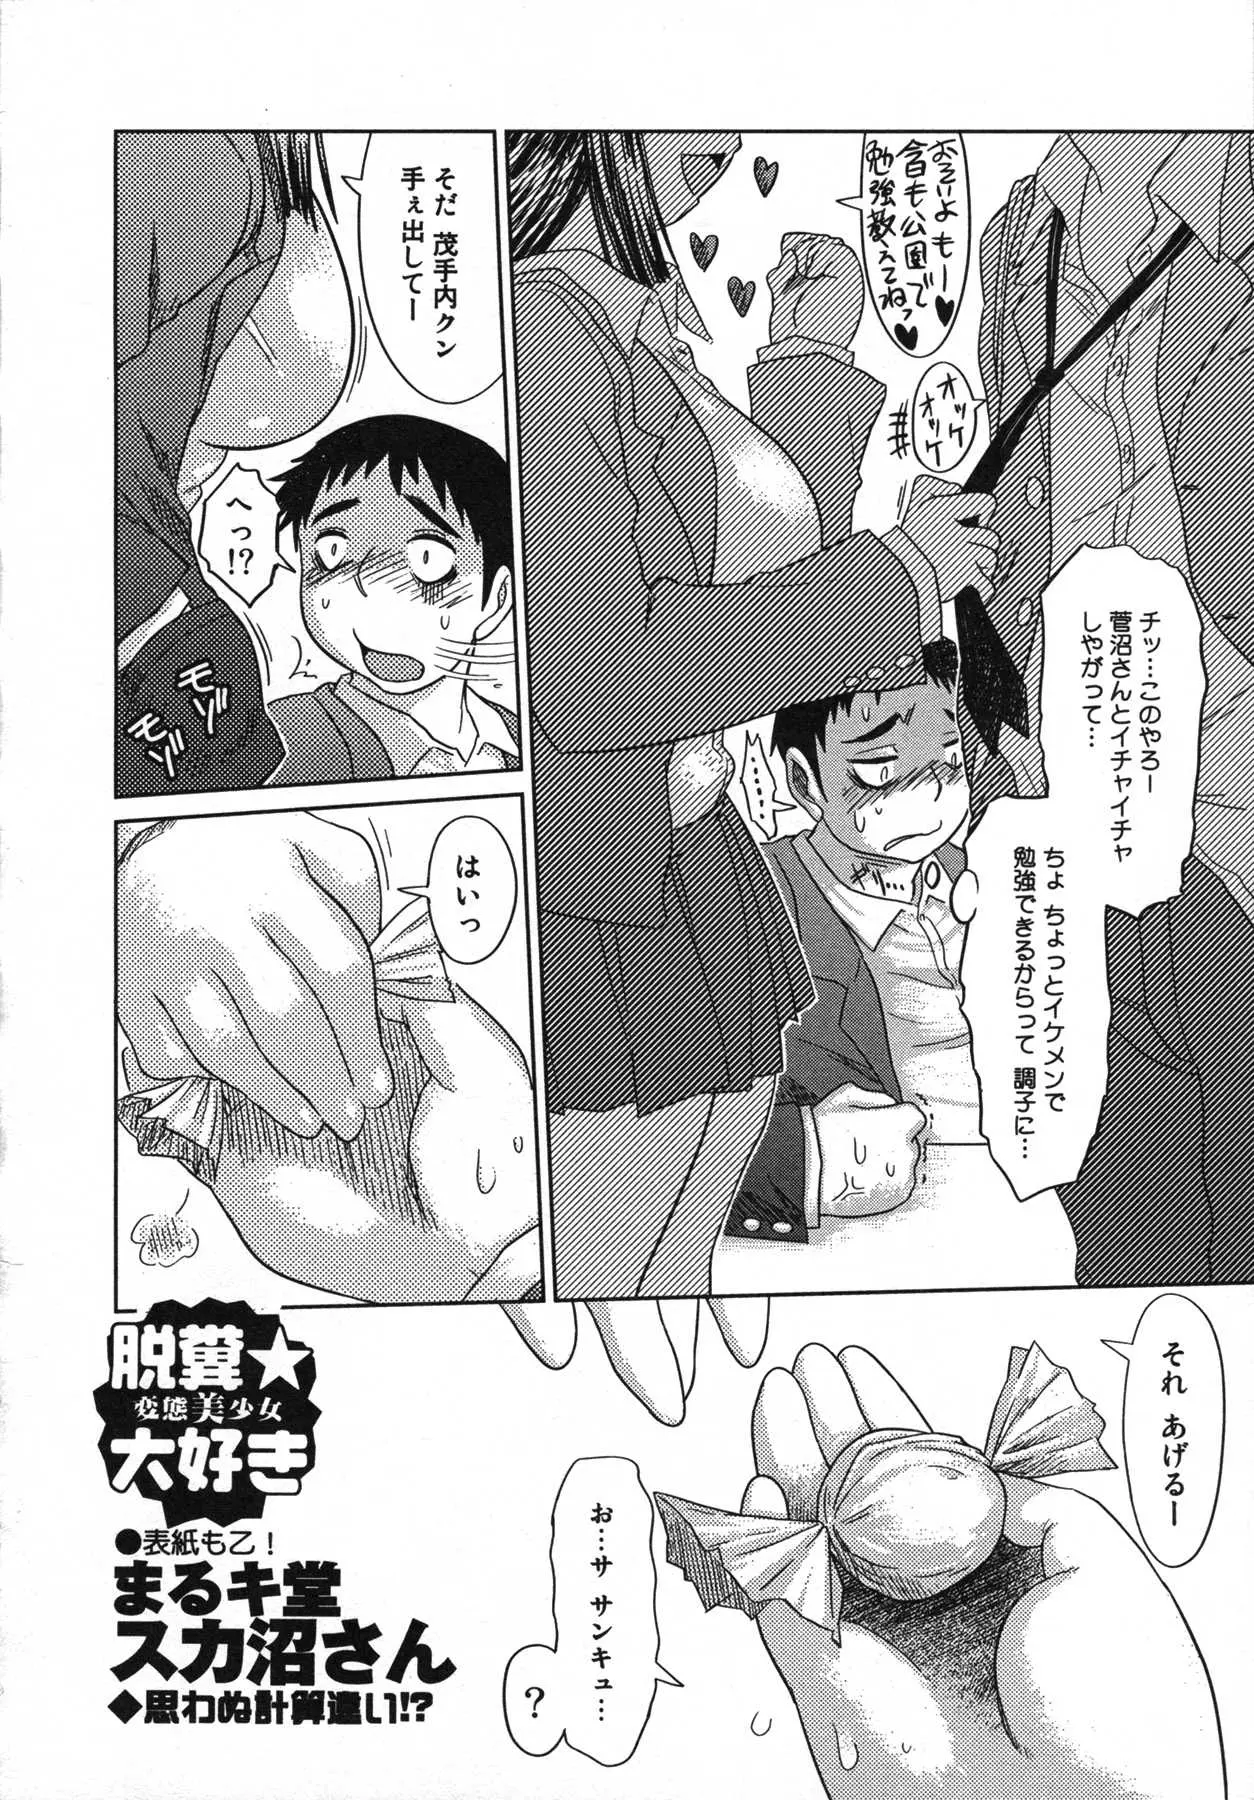 おそいよ もー♥
今日も公園で
勉強教えてねっ♥
オッケ
オッケ
チッ…このやろー
菅沼さんとイチャイチャ
しやがって…
ちょ ちょっとイケメンで
勉強できるからって 調子に…
………
ギリ…
そだ 茂手内クン
手ぇ出してー
へっ!?
モゾ
モゾ
はいっ
それ あげるー
お…サ サンキュ…
?
脱糞★
変態美少女
大好き
●表紙も乙！
まるキ堂
スカ沼さん
◆思わぬ計算違い!?